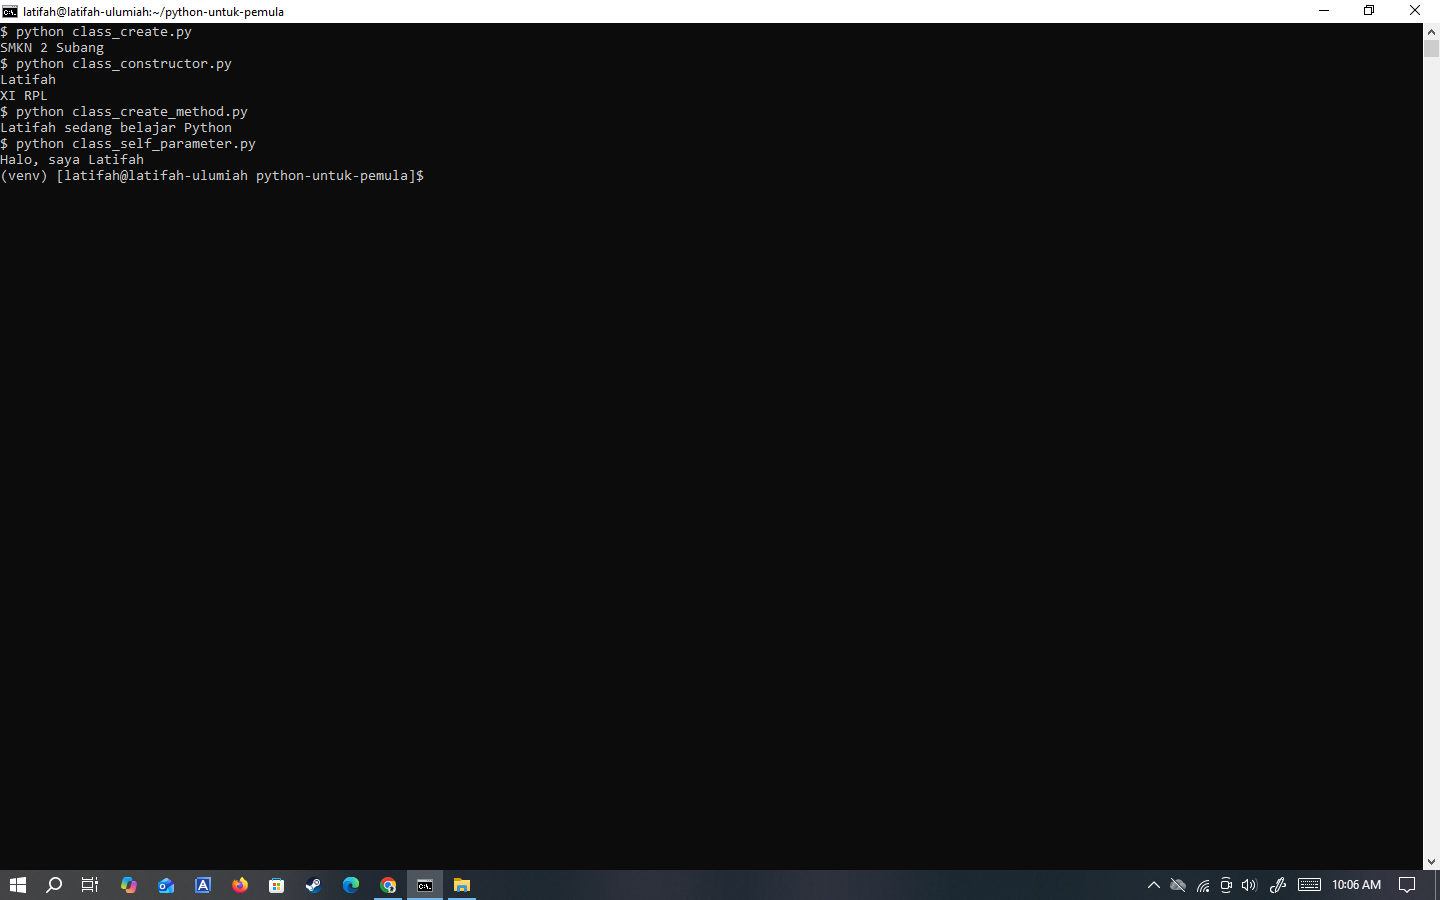 latifah@latifah-ulumiah:~/python-untuk-pemula
$ python class_create.py
SMKN 2 Subang
$ python class_constructor.py
Latifah
XI RPL
$ python class_create_method.py
Latifah sedang belajar Python
$ python class_self_parameter.py
Halo, saya Latifah
(venv) [latifah@latifah-ulumiah python-untuk-pemula]$
10:06 AM